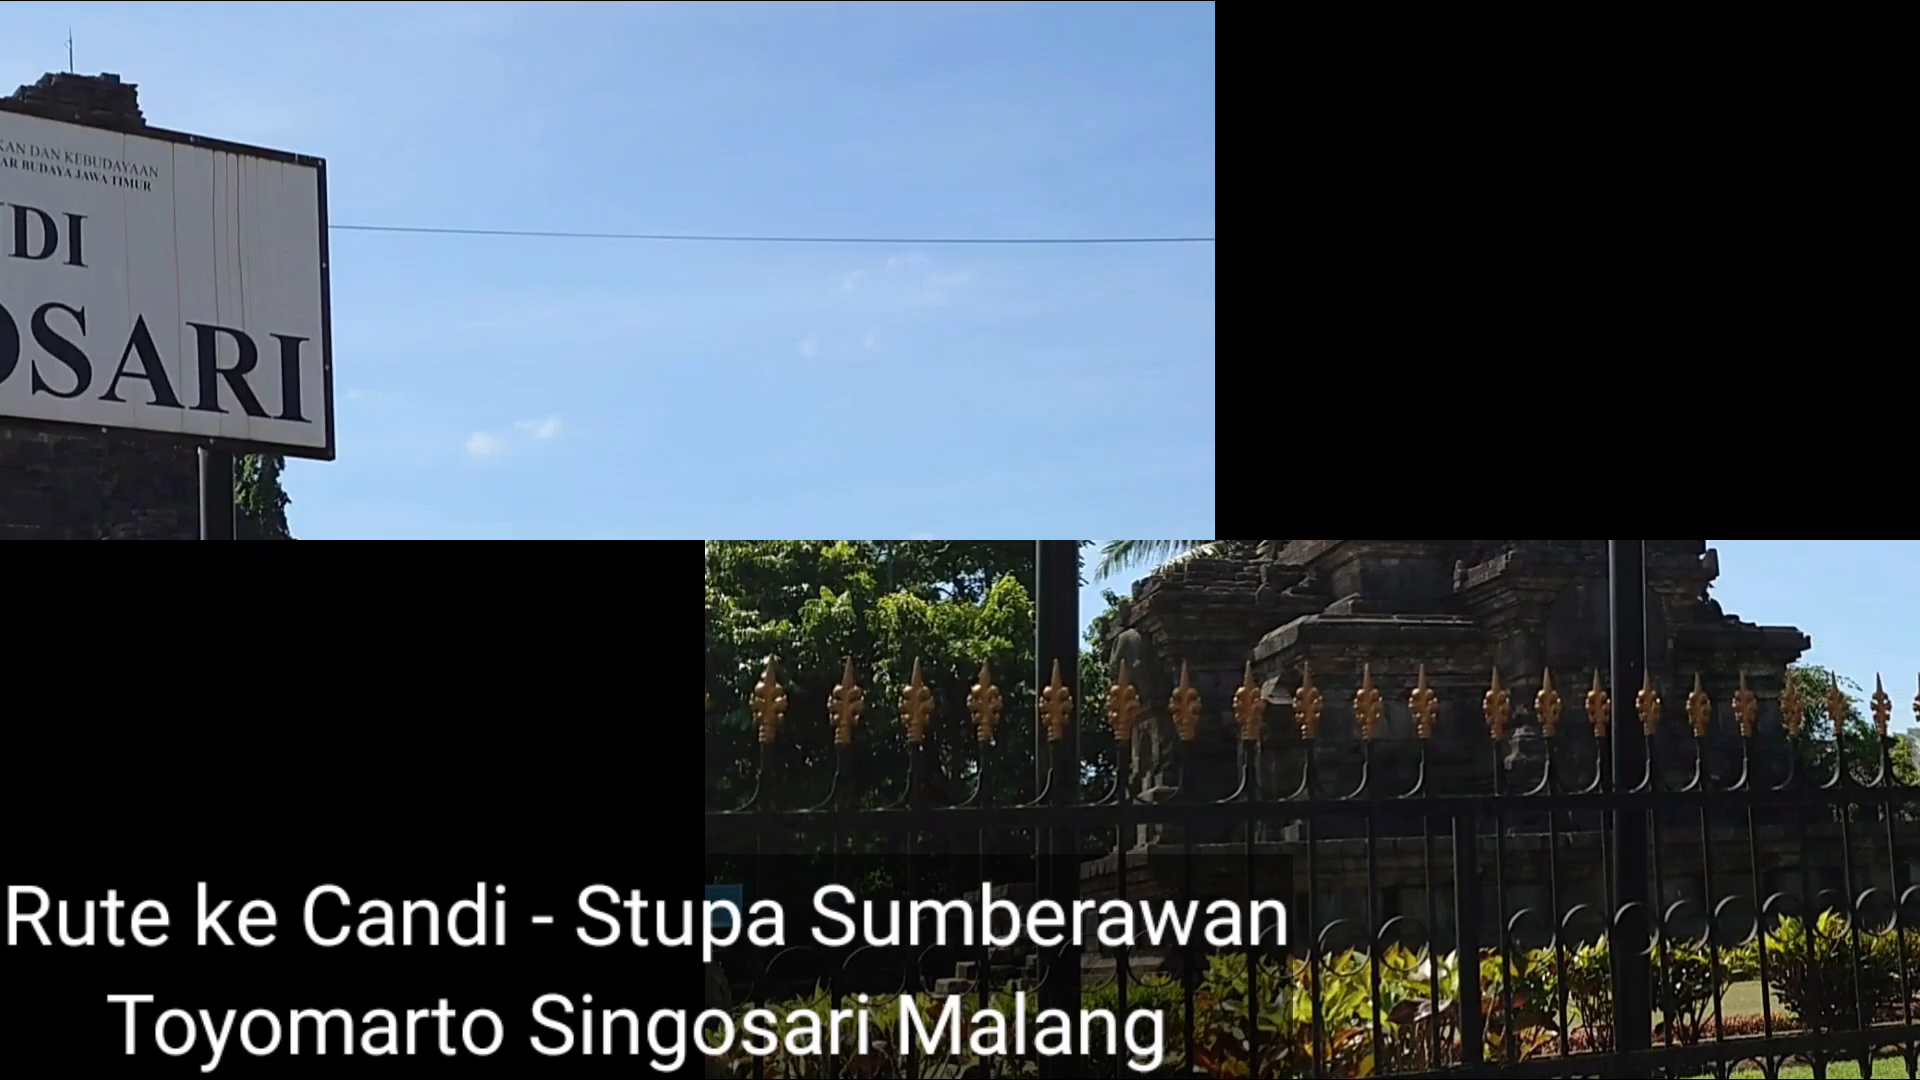 KAN DAN KEBUDAYAAN
AR BUDAYA JAWA TIMUR
DI
OSARI
Rute ke Candi - Stupa Sumberawan
Toyomarto Singosari Malang